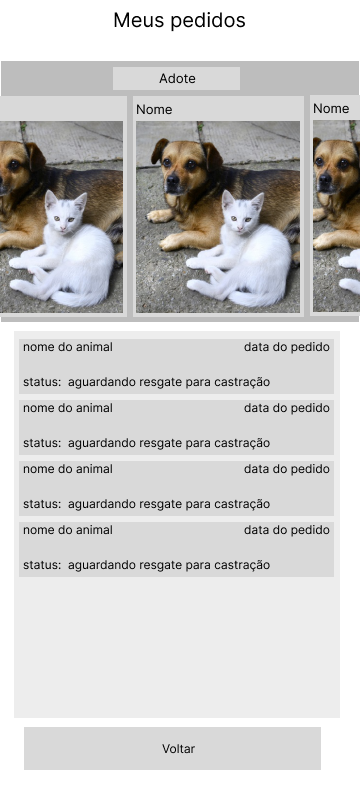 Meus pedidos
Adote
Nome
Nome
nome do animal data do pedido
status: aguardando resgate para castração
nome do animal data do pedido
status: aguardando resgate para castração
nome do animal data do pedido
status: aguardando resgate para castração
nome do animal data do pedido
status: aguardando resgate para castração
Voltar